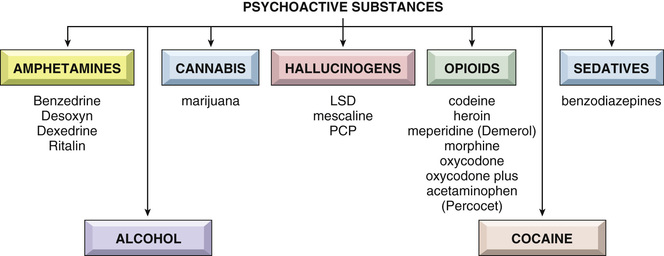 PSYCHOACTIVE SUBSTANCES
AMPHETAMINES
Benzedrine
Desoxyn
Dexedrine
Ritalin
CANNABIS
marijuana
HALLUCINOGENS
LSD
mescaline
PCP
OPIOIDS
codeine
heroin
meperidine (Demerol)
morphine
oxycodone
oxycodone plus
acetaminophen
(Percocet)
SEDATIVES
benzodiazepines
ALCOHOL
COCAINE